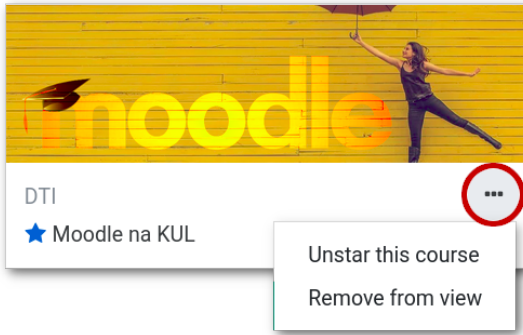 moodle
DTI
Moodle na KUL
Unstar this course
Remove from view